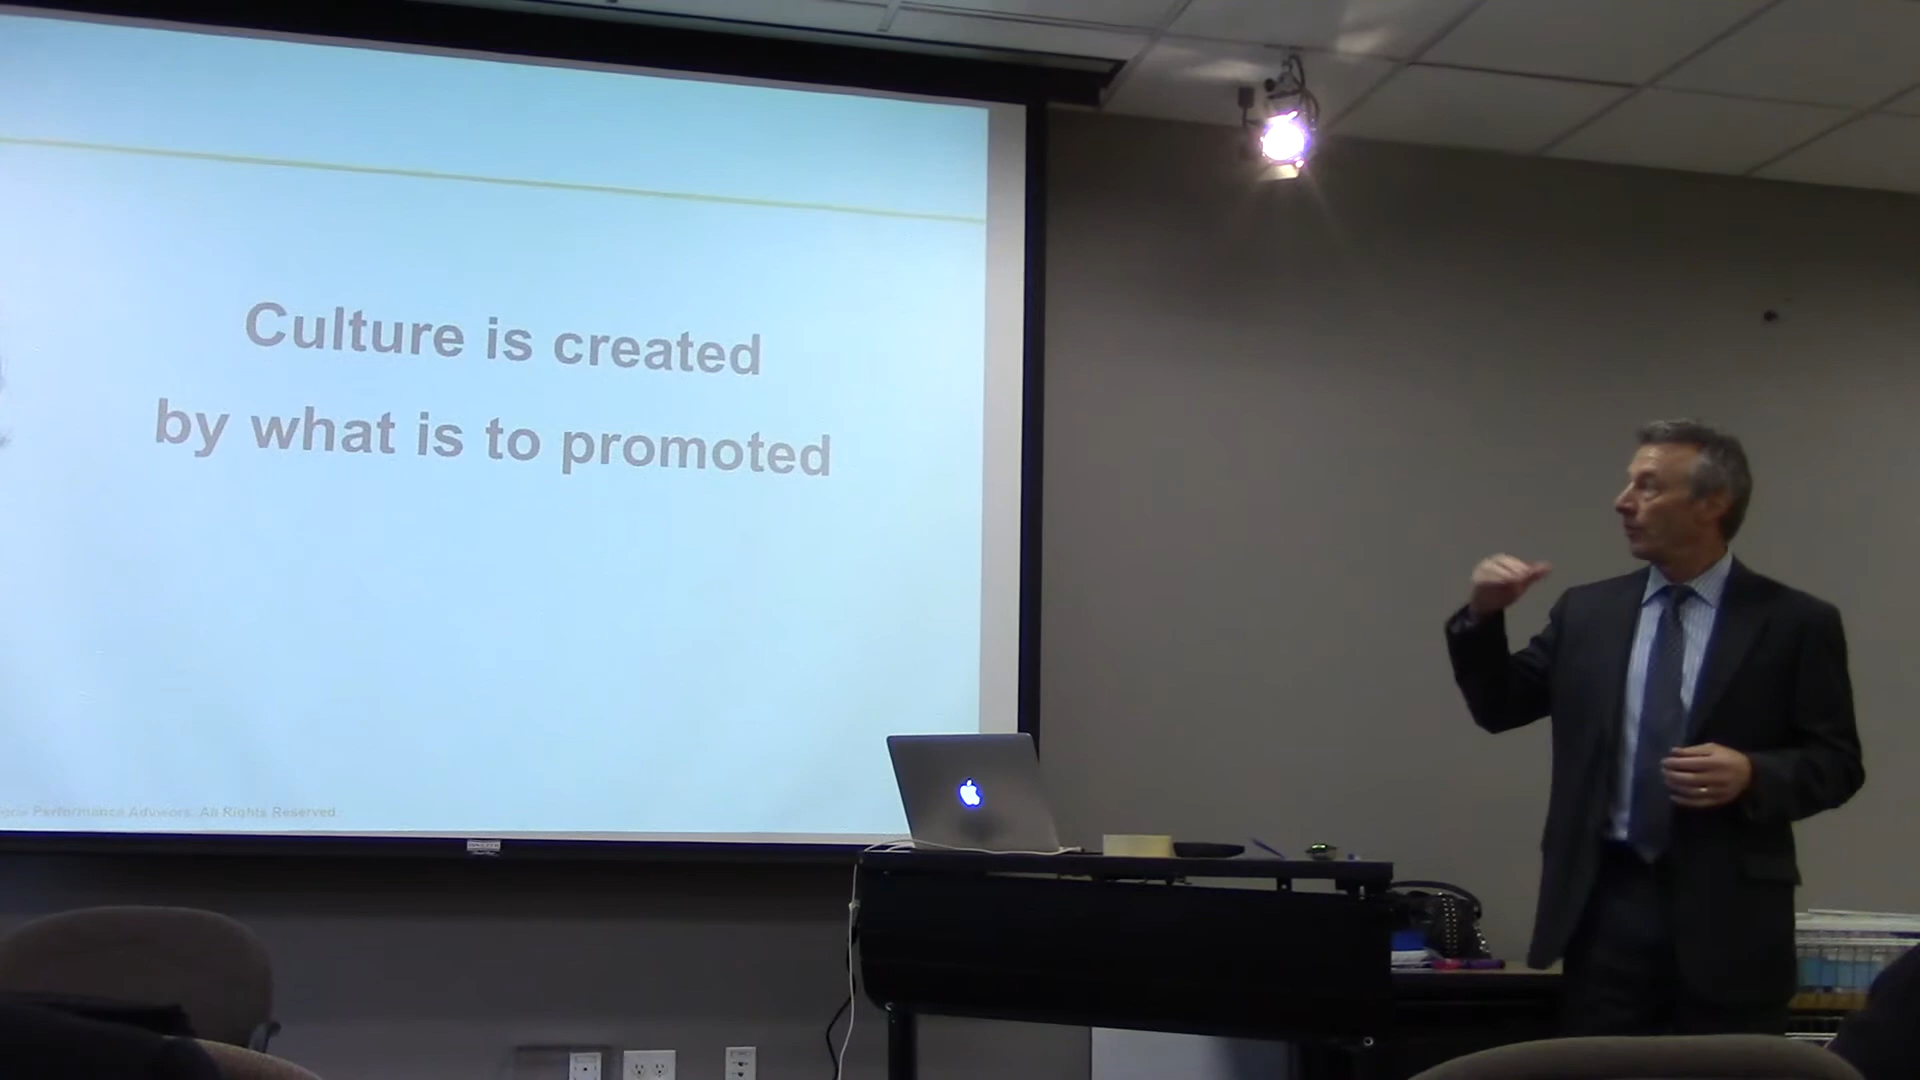 Culture is created
by what is to promoted
Performance Advisors. All Rights Reserved.